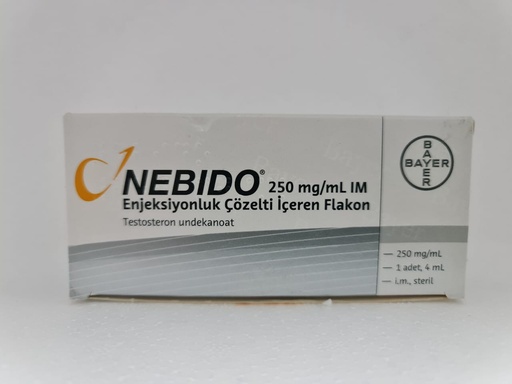 NEBIDO® 250 mg/mL IM
Enjeksiyonluk Çözelti İçeren Flakon
Testosteron undekanoat
BAYER
BAYER
250 mg/mL
1 adet, 4 mL
i.m., steril